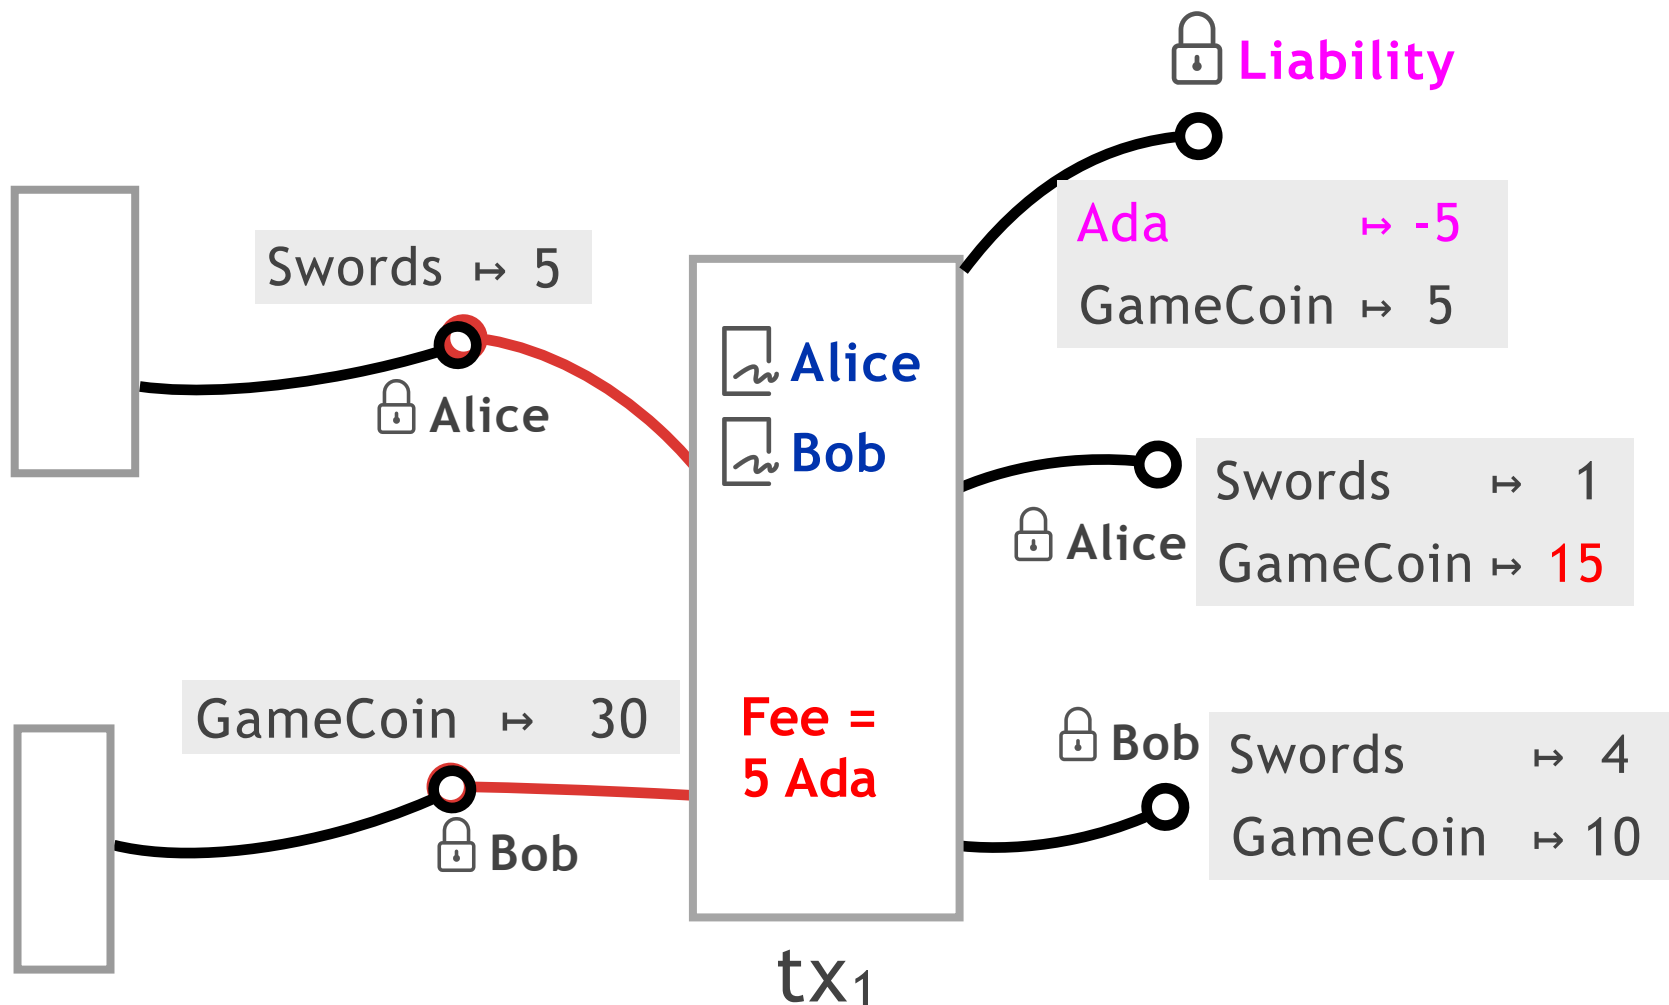 Liability
Ada ↦ -5
GameCoin ↦ 5
Swords ↦ 5
Alice
Alice
Bob
Swords ↦ 1
GameCoin ↦ 15
Alice
GameCoin ↦ 30
Bob
Fee =
5 Ada
Bob
Swords ↦ 4
GameCoin ↦ 10
tx₁